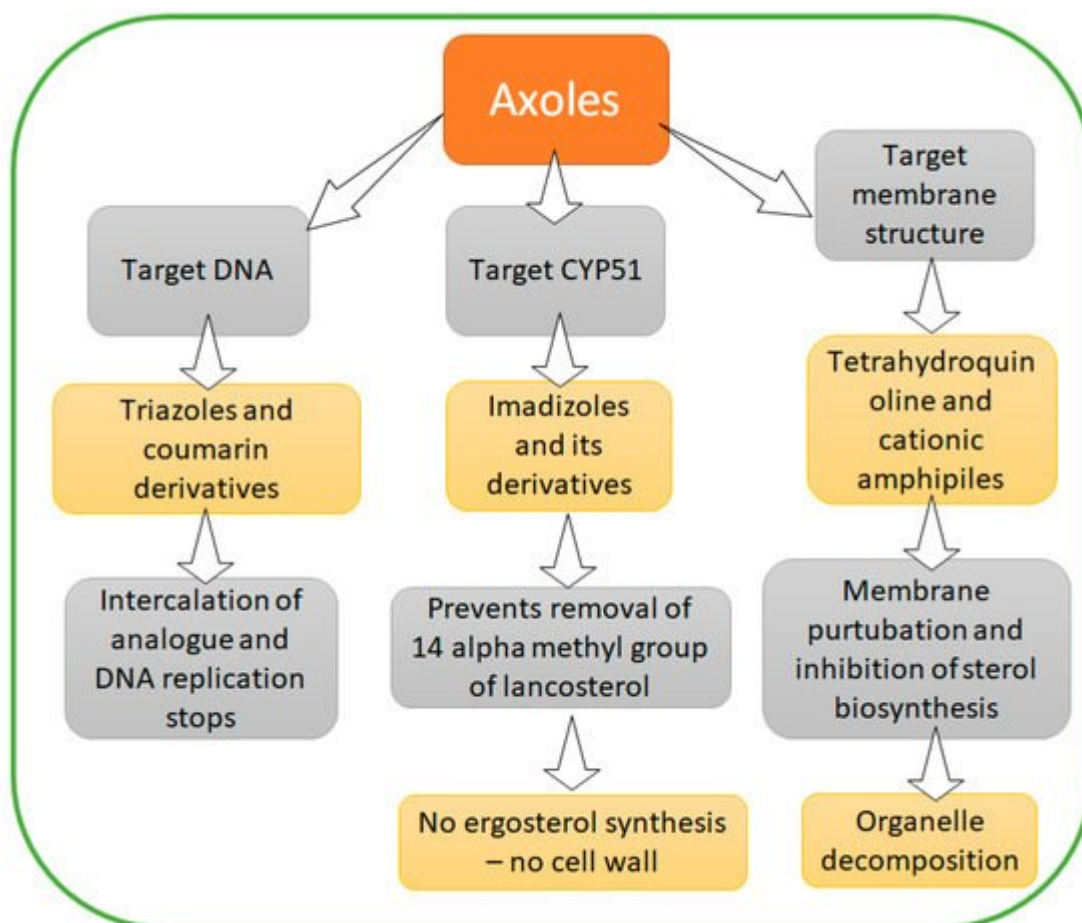 Axoles
Target DNA
Triazoles and
coumarin
derivatives
Intercalation of
analogue and
DNA replication
stops
Target CYP51
Imadizoles
and its
derivatives
Prevents removal of
14 alpha methyl group
of lancosterol
No ergosterol synthesis
– no cell wall
Target
membrane
structure
Tetrahydroquin
oline and
cationic
amphipiles
Membrane
purtubation and
inhibition of sterol
biosynthesis
Organelle
decomposition